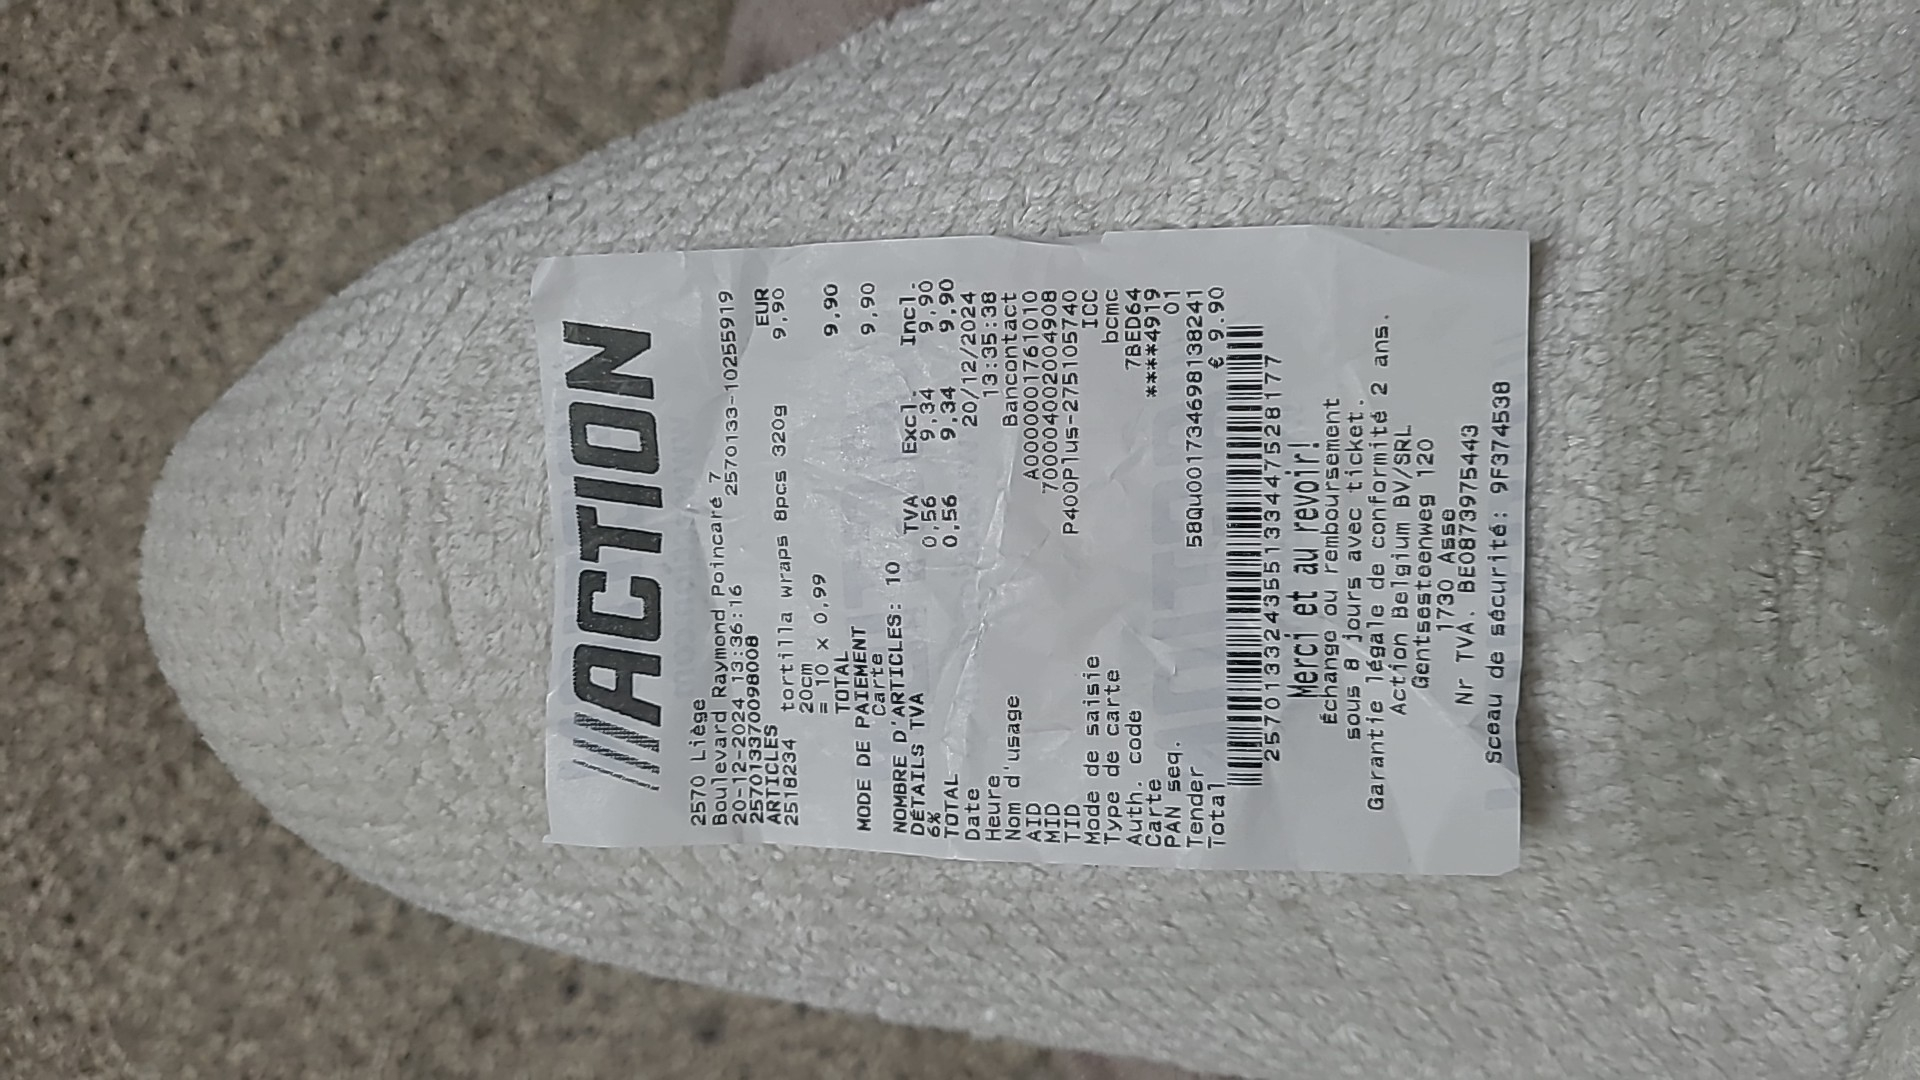 ACTION
2570 Liège
Boulevard Raymond Poincaré 7
20-12-2024 13:36:16 2570133-10255919
2570133700098008
ARTICLES EUR
2518234 tortilla wraps 8pcs 320g 9,90
20cm
= 10 x 0,99
TOTAL 9,90
MODE DE PAIEMENT
Carte 9,90
NOMBRE D'ARTICLES: 10
DÉTAILS TVA TVA Excl. Incl.
6% 0,56 9,34 9,90
TOTAL 0,56 9,34 9,90
Date 20/12/2024
Heure 13:35:38
Nom d'usage Bancontact
AID A0000001761010
MID 700004002004908
TID P400Plus-275105740
Mode de saisie ICC
Type de carte bcmc
Auth. code 7BED64
Carte *****4919
PAN seq. 01
Tender 58QU001734698138241
Total € 9.90
257013324355133447528177
Merci et au revoir!
Échange ou remboursement
sous 8 jours avec ticket.
Garantie légale de conformité 2 ans.
Action Belgium BV/SRL
Gentsesteenweg 120
1730 Asse
Nr TVA. BE0873975443
Sceau de sécurité: 9F374538